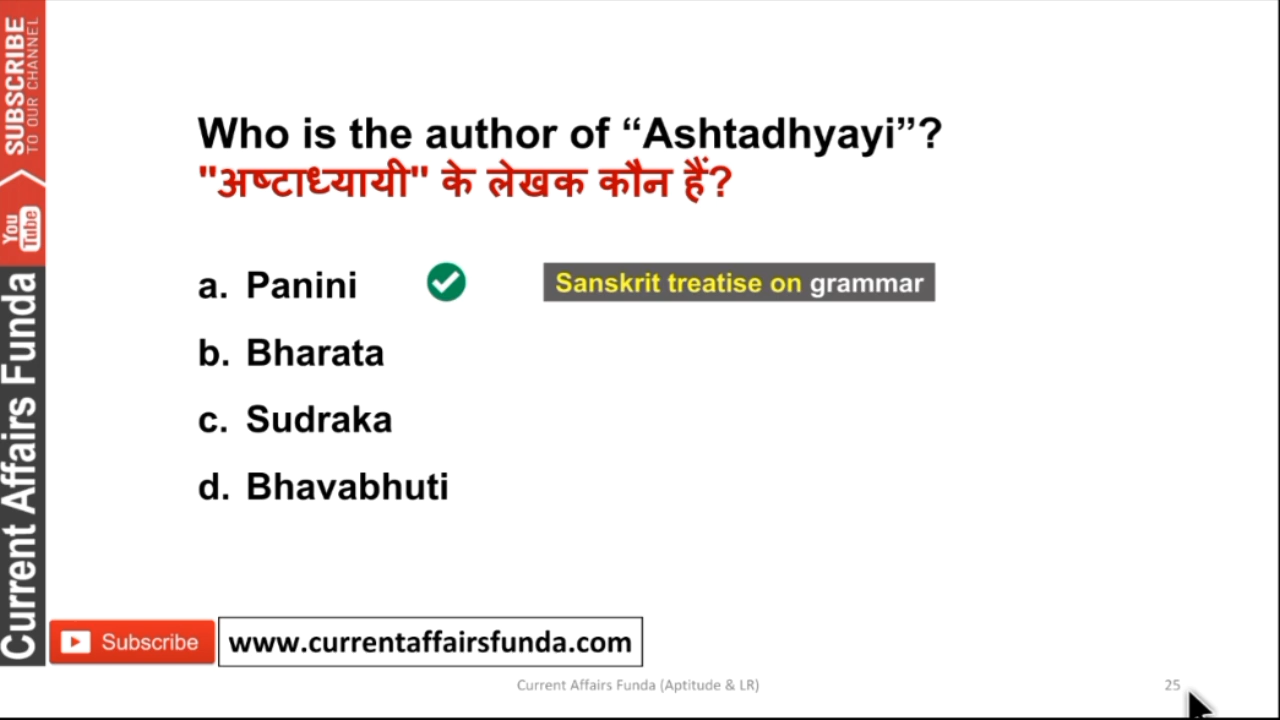 SUBSCRIBE
TO OUR CHANNEL
You
Tube
Current Affairs Funda
Who is the author of “Ashtadhyayi”?
"अष्टाध्यायी" के लेखक कौन हैं?
a. Panini
Sanskrit treatise on grammar
b. Bharata
c. Sudraka
d. Bhavabhuti
Subscribe
www.currentaffairsfunda.com
Current Affairs Funda (Aptitude & LR)
25